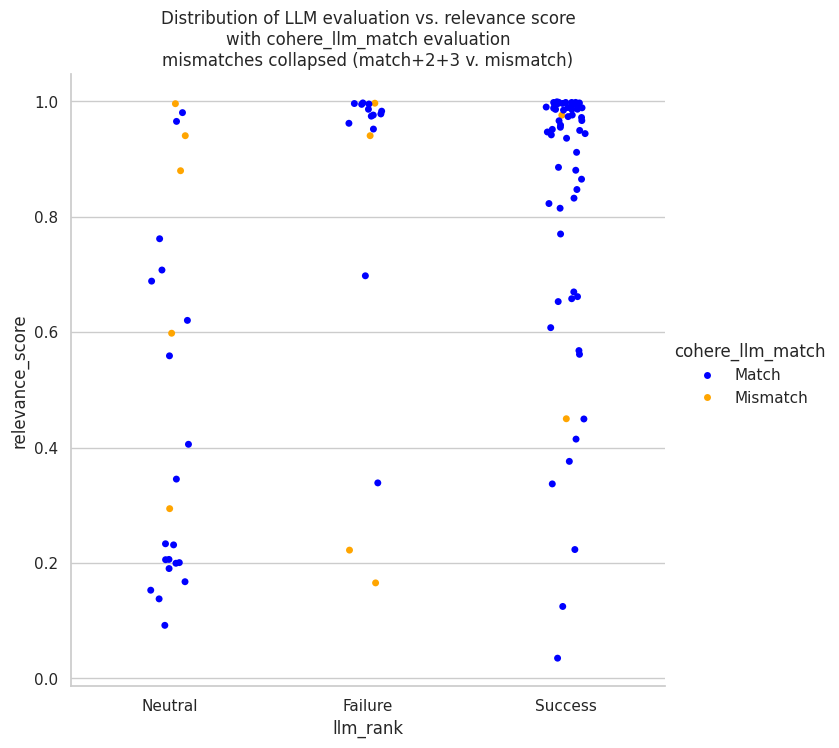 Distribution of LLM evaluation vs. relevance score
with cohere_llm_match evaluation
mismatches collapsed (match+2+3 v. mismatch)
1.0
0.8
0.6
0.4
0.2
0.0
relevance_score
Neutral
Failure
Success
llm_rank
cohere_llm_match
Match
Mismatch